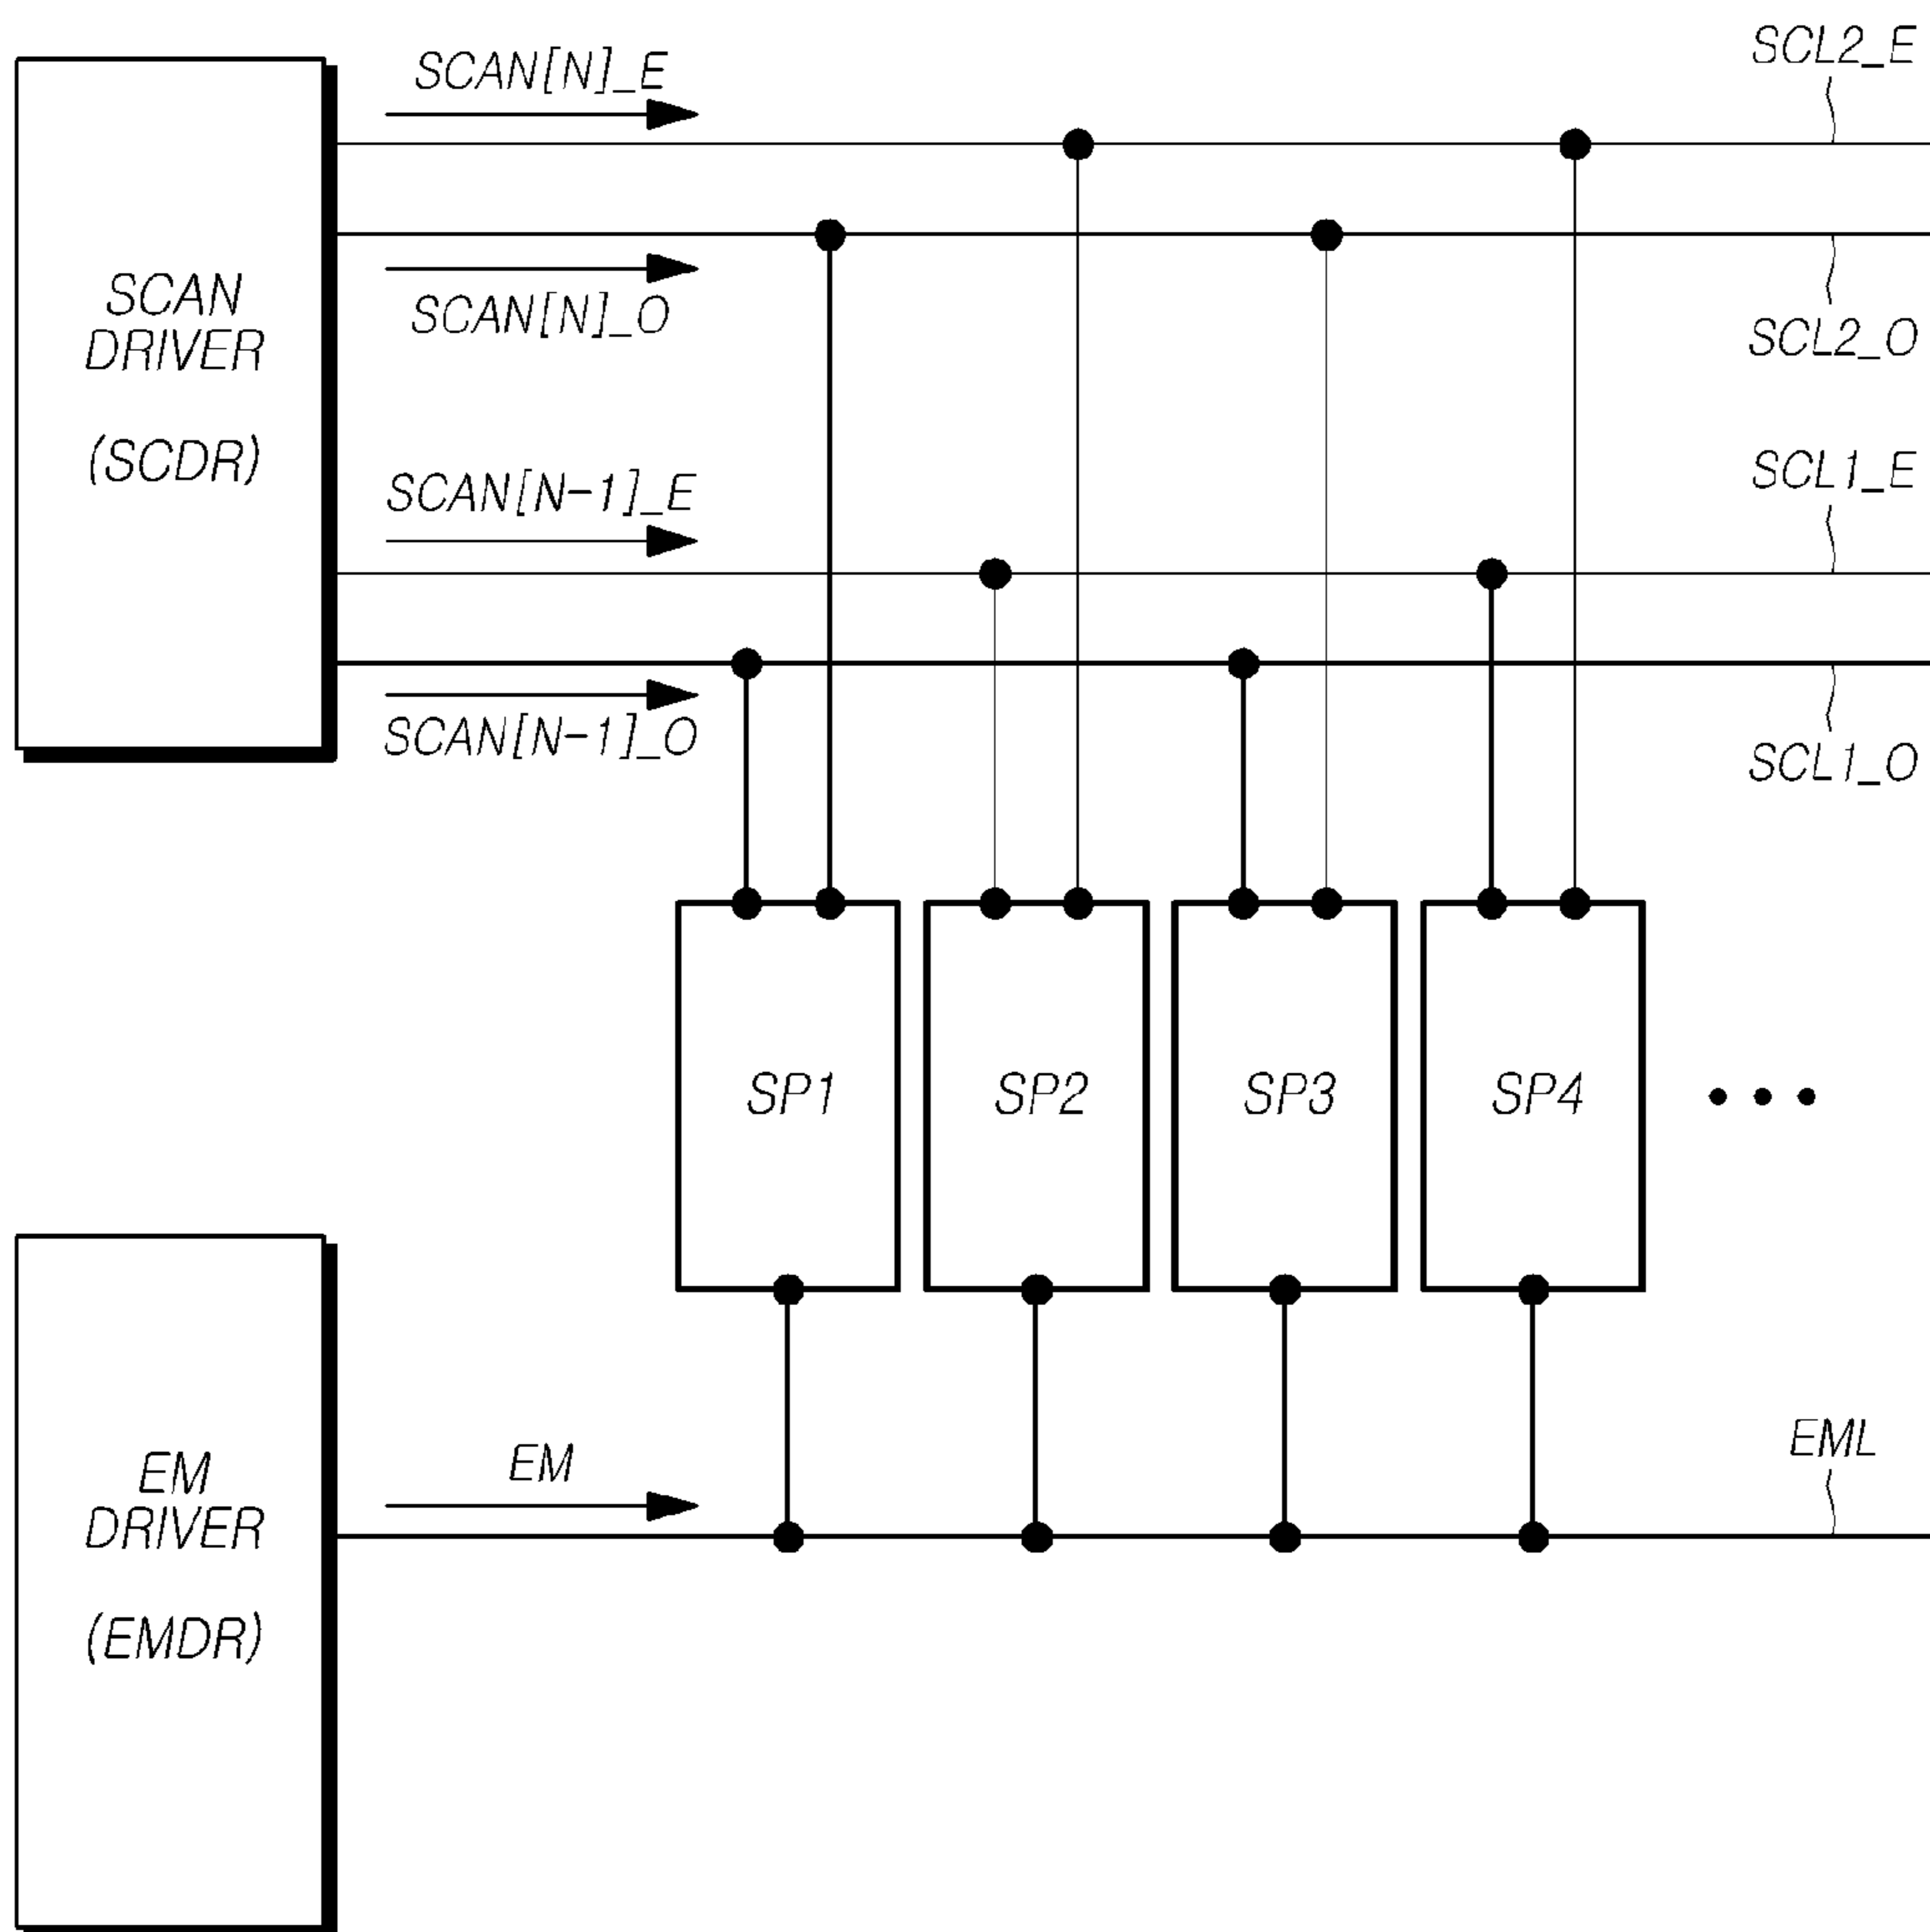 SCAN[N]_E
SCL2_E
SCAN
DRIVER
(SCDR)
SCAN[N]_O
SCL2_O
SCAN[N-1]_E
SCL1_E
SCAN[N-1]_O
SCL1_O
SP1
SP2
SP3
SP4
EM
DRIVER
(EMDR)
EM
EML